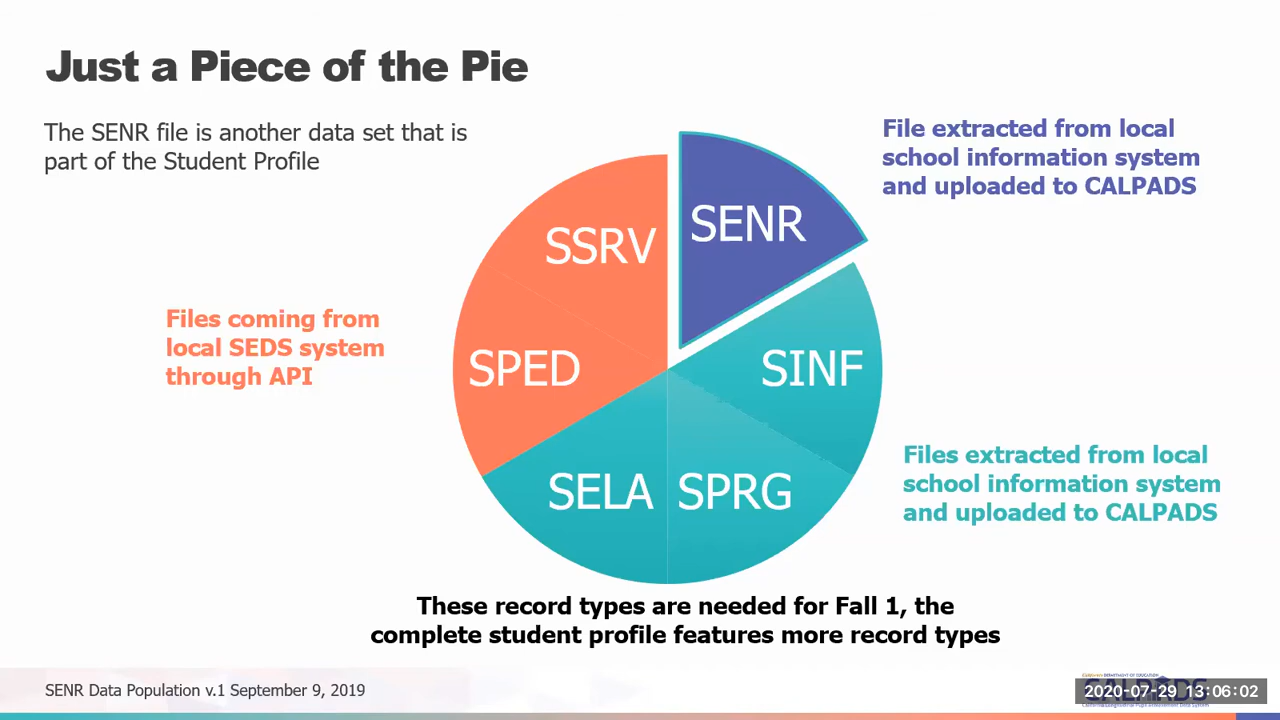 Just a Piece of the Pie
The SENR file is another data set that is
part of the Student Profile
File extracted from local
school information system
and uploaded to CALPADS
SENR
SSRV
Files coming from
local SEDS system
through API
SPED
SINF
SELA
SPRG
Files extracted from local
school information system
and uploaded to CALPADS
These record types are needed for Fall 1, the
complete student profile features more record types
SENR Data Population v.1 September 9, 2019
2020-07-29 13:06:02